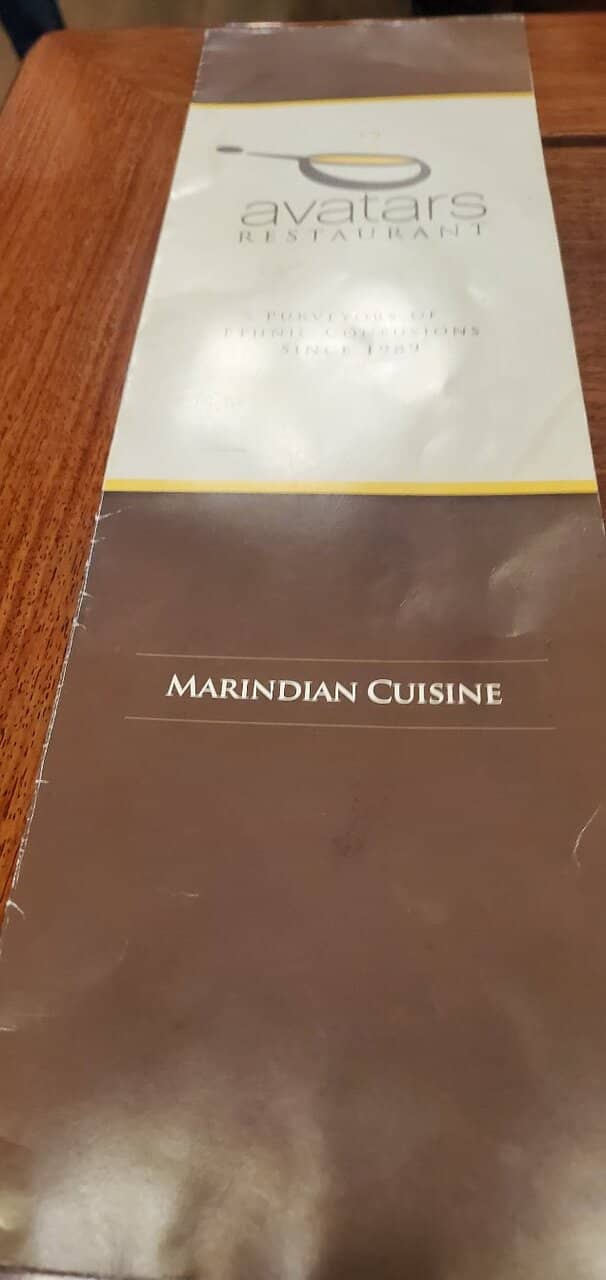 avatars
RESTAURANT
PURVEYORS OF
ETHNIC CONFUSIONS
SINCE 1989
MARINDIAN CUISINE